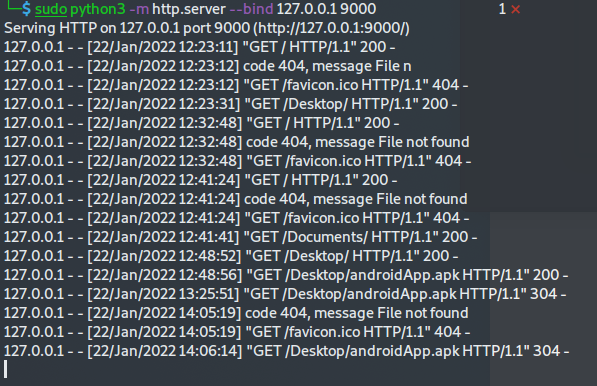 └─$ sudo python3 -m http.server --bind 127.0.0.1 9000 1 ⨯
Serving HTTP on 127.0.0.1 port 9000 (http://127.0.0.1:9000/)
127.0.0.1 - - [22/Jan/2022 12:23:11] "GET / HTTP/1.1" 200 -
127.0.0.1 - - [22/Jan/2022 12:23:12] code 404, message File n
127.0.0.1 - - [22/Jan/2022 12:23:12] "GET /favicon.ico HTTP/1.1" 404 -
127.0.0.1 - - [22/Jan/2022 12:23:31] "GET /Desktop/ HTTP/1.1" 200 -
127.0.0.1 - - [22/Jan/2022 12:32:48] "GET / HTTP/1.1" 200 -
127.0.0.1 - - [22/Jan/2022 12:32:48] code 404, message File not found
127.0.0.1 - - [22/Jan/2022 12:32:48] "GET /favicon.ico HTTP/1.1" 404 -
127.0.0.1 - - [22/Jan/2022 12:41:24] "GET / HTTP/1.1" 200 -
127.0.0.1 - - [22/Jan/2022 12:41:24] code 404, message File not found
127.0.0.1 - - [22/Jan/2022 12:41:24] "GET /favicon.ico HTTP/1.1" 404 -
127.0.0.1 - - [22/Jan/2022 12:41:41] "GET /Documents/ HTTP/1.1" 200 -
127.0.0.1 - - [22/Jan/2022 12:48:52] "GET /Desktop/ HTTP/1.1" 200 -
127.0.0.1 - - [22/Jan/2022 12:48:56] "GET /Desktop/androidApp.apk HTTP/1.1" 200 -
127.0.0.1 - - [22/Jan/2022 13:25:51] "GET /Desktop/androidApp.apk HTTP/1.1" 304 -
127.0.0.1 - - [22/Jan/2022 14:05:19] code 404, message File not found
127.0.0.1 - - [22/Jan/2022 14:05:19] "GET /favicon.ico HTTP/1.1" 404 -
127.0.0.1 - - [22/Jan/2022 14:06:14] "GET /Desktop/androidApp.apk HTTP/1.1" 304 -